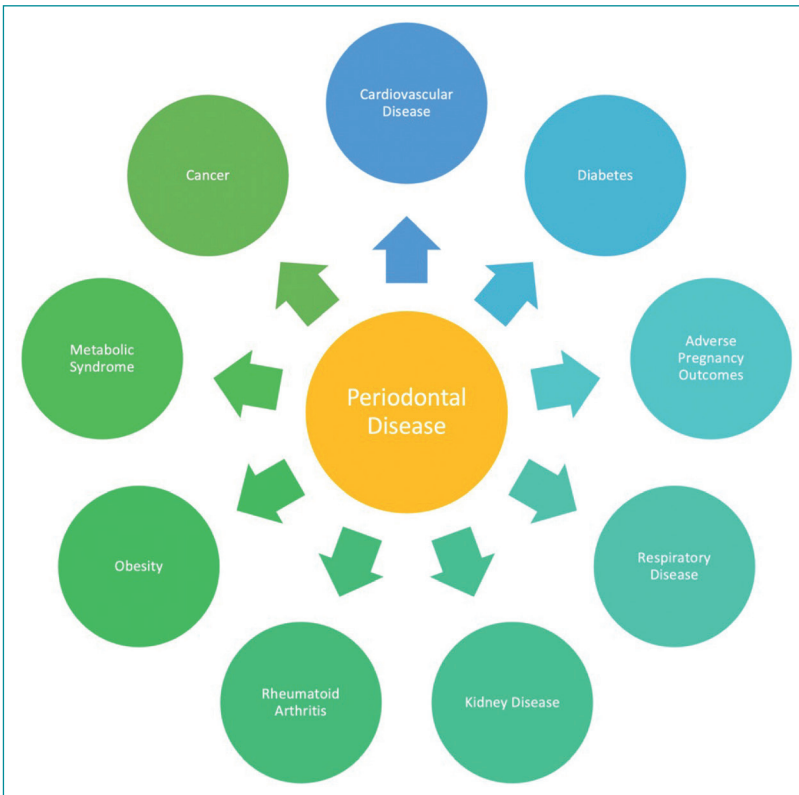 Cardiovascular
Disease
Diabetes
Adverse
Pregnancy
Outcomes
Respiratory
Disease
Kidney Disease
Rheumatoid
Arthritis
Obesity
Metabolic
Syndrome
Cancer
Periodontal
Disease